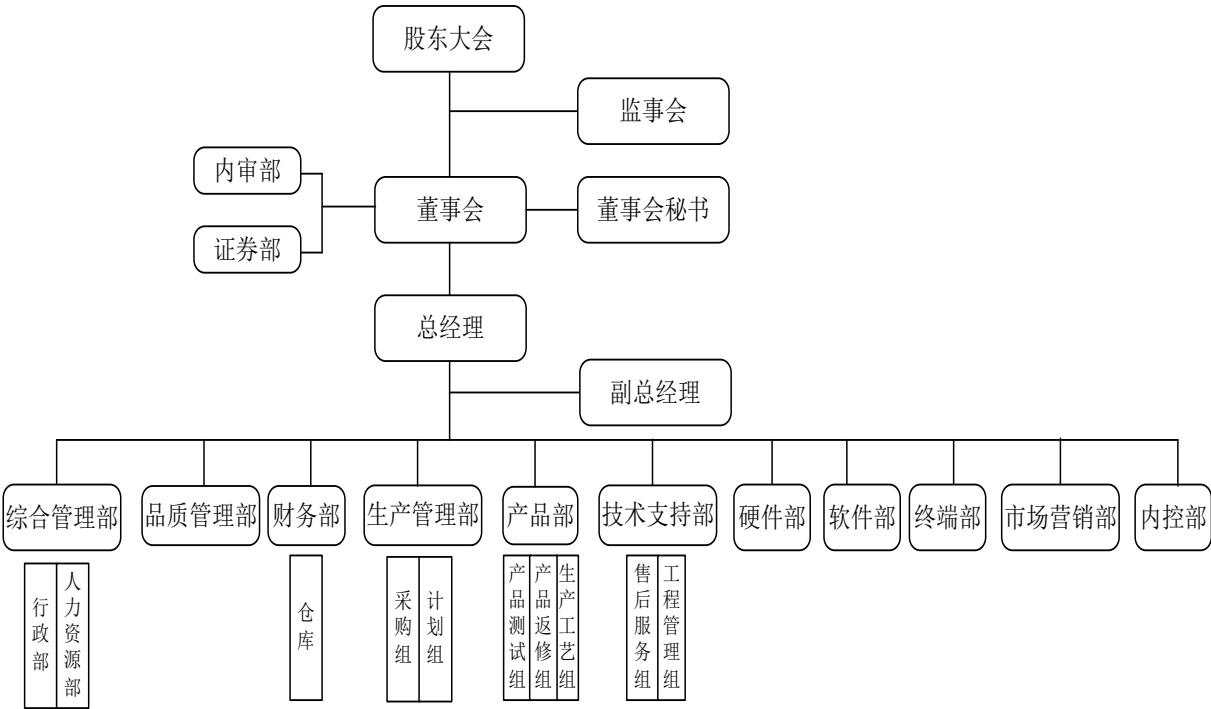 股东大会
监事会
内审部
董事会
董事会秘书
证券部
总经理
副总经理
综合管理部
品质管理部
财务部
生产管理部
产品部
技术支持部
硬件部
软件部
终端部
市场营销部
内控部
行政部
人力资源部
仓库
采购组
计划组
产品测试组
产品返修组
生产工艺组
售后服务组
工程管理组